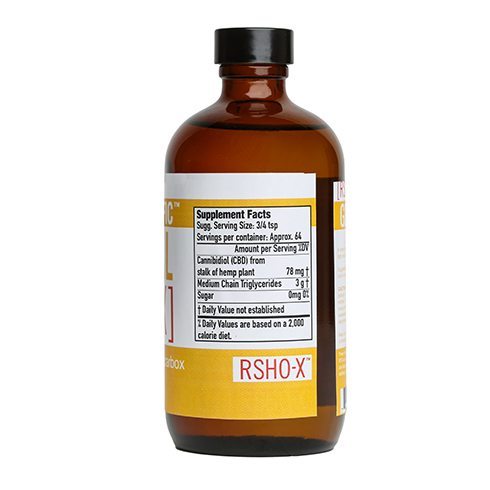 Supplement Facts
Sugg. Serving Size: 3/4 tsp
Servings per container: Approx. 64
Amount per Serving %DV
Cannibidiol (CBD) from
stalk of hemp plant 78 mg †
Medium Chain Triglycerides 3 g †
Sugar 0mg 0%
† Daily Value not established
% Daily Values are based on a 2,000
calorie diet.
RSHO-X™